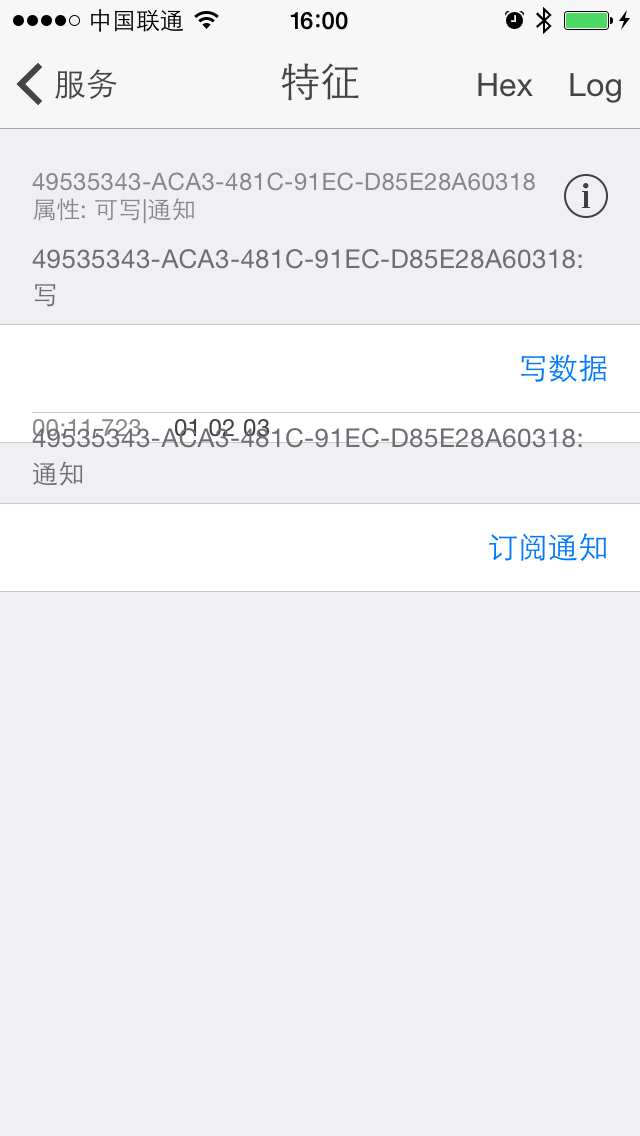 中国联通 16:00
服务 特征 Hex Log
49535343-ACA3-481C-91EC-D85E28A60318
属性: 可写|通知
49535343-ACA3-481C-91EC-D85E28A60318:
写
写数据
00:11.723 01 02 03
49535343-ACA3-481C-91EC-D85E28A60318:
通知
订阅通知